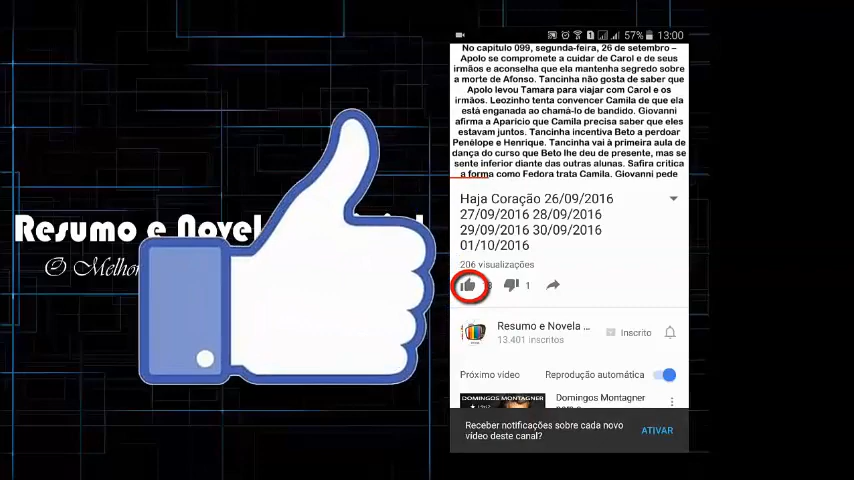 57% 13:00
No capítulo 099, segunda-feira, 26 de setembro –
Apolo se compromete a cuidar de Carol e de seus
irmãos e aconselha que ela mantenha segredo sobre
a morte de Afonso. Tancinha não gosta de saber que
Apolo levou Tamara para viajar com Carol e os
irmãos. Leozinho tenta convencer Camila de que ela
está enganada ao chamá-lo de bandido. Giovanni
afirma a Aparício que Camila precisa saber que eles
estavam juntos. Tancinha incentiva Beto a perdoar
Penélope e Henrique. Tancinha vai à primeira aula de
dança do curso que Beto lhe deu de presente, mas se
sente inferior diante das outras alunas. Safira critica
a forma como Fedora trata Camila. Giovanni pede
Haja Coração 26/09/2016
27/09/2016 28/09/2016
29/09/2016 30/09/2016
01/10/2016
206 visualizações
1
Resumo e Novela ...
Inscrito
13.401 inscritos
Próximo vídeo
Reprodução automática
DOMINGOS MONTAGNER
Domingos Montagner
Receber notificações sobre cada novo
vídeo deste canal?
ATIVAR
Resumo e Novel
O Melhor